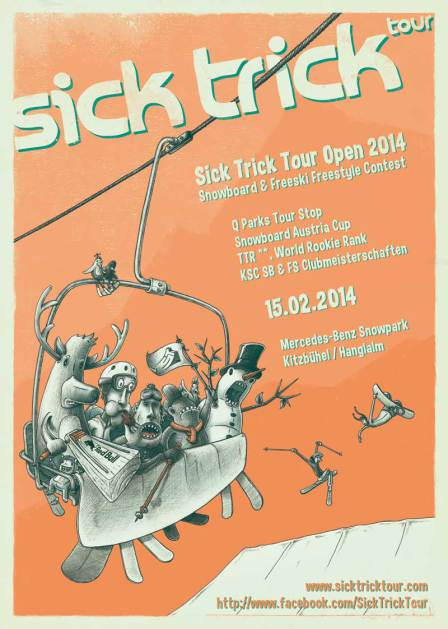 sick trick tour
Sick Trick Tour Open 2014
Snowboard & Freeski Freestyle Contest
Q Parks Tour Stop
Snowboard Austria Cup
TTR **, World Rookie Rank
KSC SB & FS Clubmeisterschaften
15.02.2014
Mercedes-Benz Snowpark
Kitzbühel / Hanglalm
Red Bull
www.sicktricktour.com
http://www.facebook.com/SickTrickTour